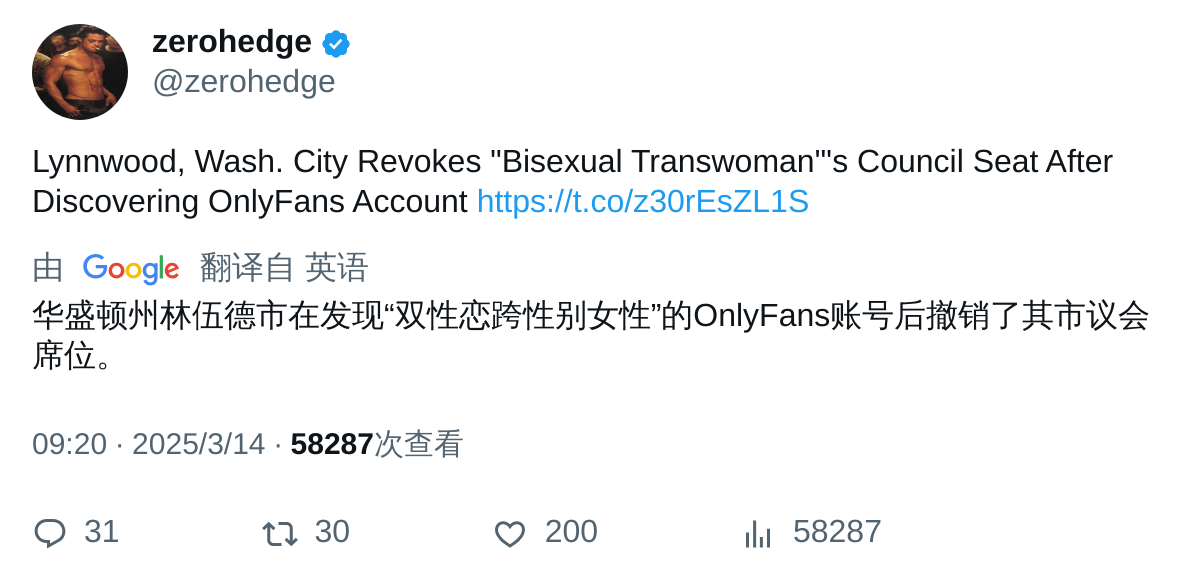 zerohedge
@zerohedge
Lynnwood, Wash. City Revokes "Bisexual Transwoman"'s Council Seat After
Discovering OnlyFans Account https://t.co/z30rEsZL1S
由 Google 翻译自 英语
华盛顿州林伍德市在发现“双性恋跨性别女性”的OnlyFans账号后撤销了其市议会
席位。
09:20 · 2025/3/14 · 58287次查看
31 30 200 58287